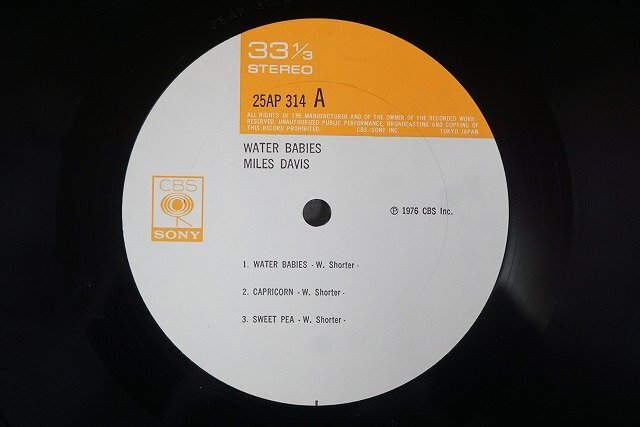 33 1/3
STEREO
25AP 314 A
ALL RIGHTS OF THE MANUFACTURER AND OF THE OWNER OF THE RECORDED WORK
RESERVED. UNAUTHORIZED PUBLIC PERFORMANCE, BROADCASTING AND COPYING OF
THIS RECORD PROHIBITED CBS/SONY INC. TOKYO JAPAN.
WATER BABIES
MILES DAVIS
CBS
SONY
℗ 1976 CBS Inc.
1. WATER BABIES - W. Shorter -
2. CAPRICORN - W. Shorter -
3. SWEET PEA - W. Shorter -